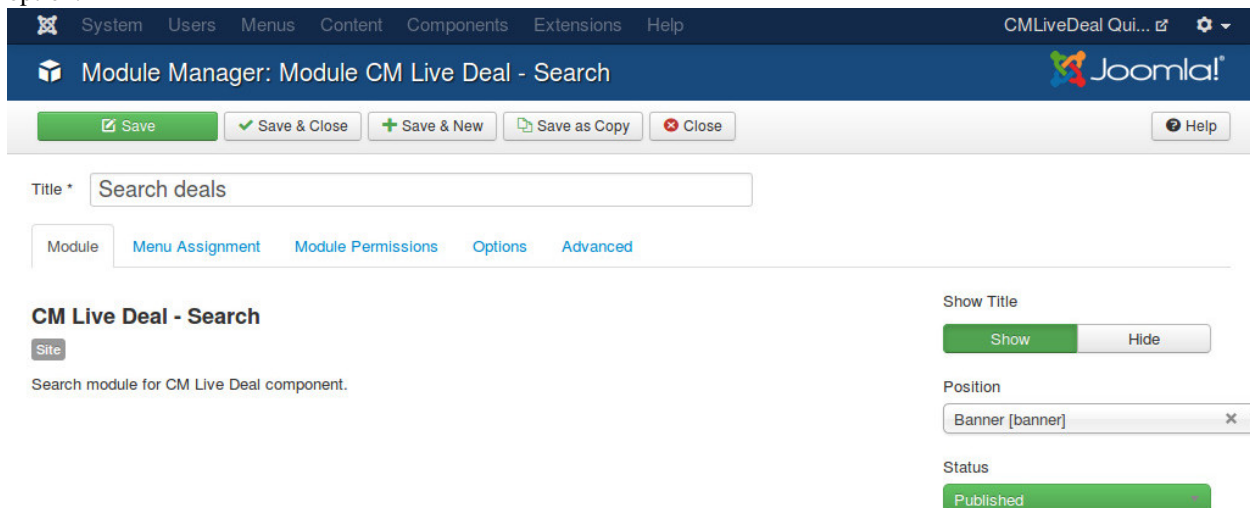 System Users Menus Content Components Extensions Help CMLiveDeal Qui...
Module Manager: Module CM Live Deal - Search Joomla!
Save Save & Close Save & New Save as Copy Close Help
Title * Search deals
Module Menu Assignment Module Permissions Options Advanced
Show Title
CM Live Deal - Search
Show Hide
Site
Search module for CM Live Deal component.
Position
Banner [banner]
Status
Published